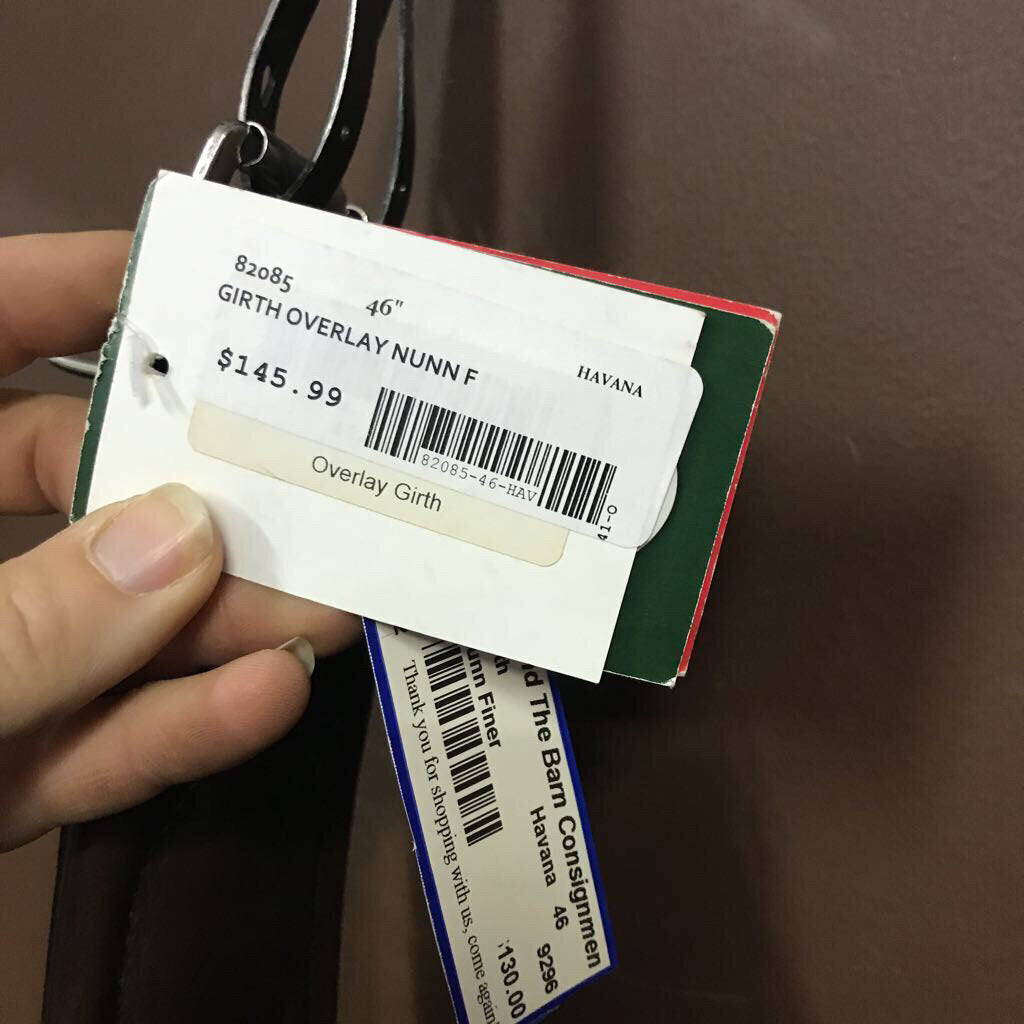 82085
46"
GIRTH OVERLAY NUNN F
HAVANA
$145.99
82085-46-HAV
41-O
Overlay Girth
The Barn Consignmen
Havana 46 9296
Finer
130.00
Thank you for shopping with us, come again!